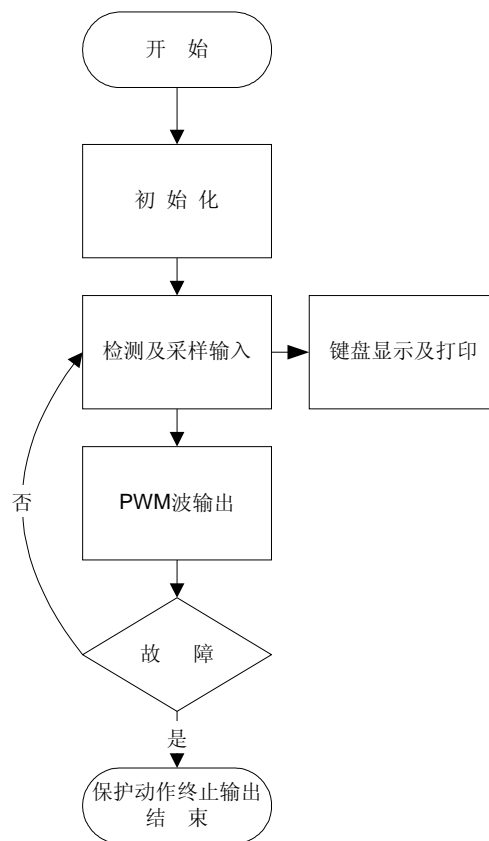 开 始
初 始 化
检测及采样输入
键盘显示及打印
PWM波输出
否
故 障
是
保护动作终止输出
结 束